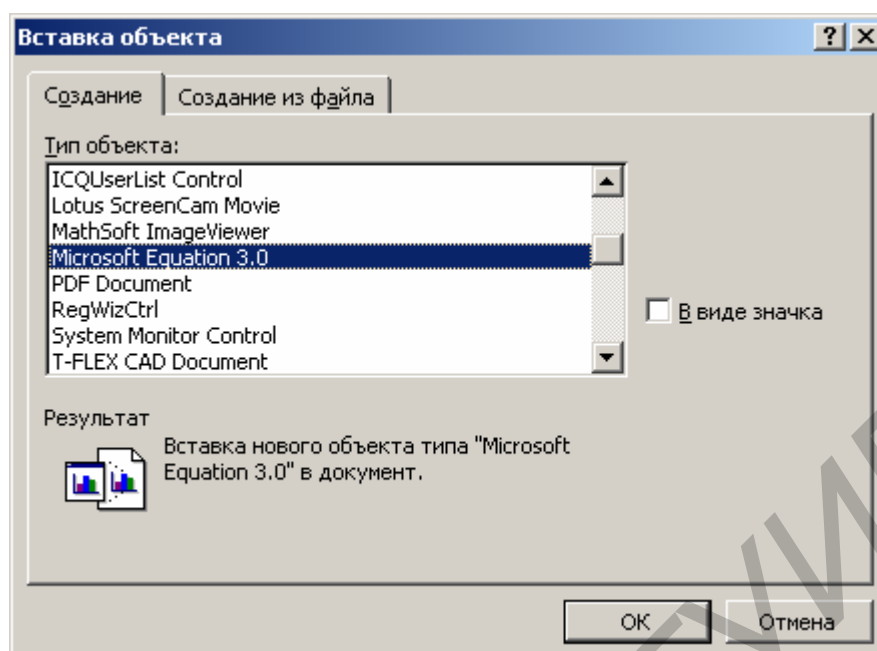 Вставка объекта
Создание
Создание из файла
Тип объекта:
ICQUserList Control
Lotus ScreenCam Movie
MathSoft ImageViewer
Microsoft Equation 3.0
PDF Document
RegWizCtrl
System Monitor Control
T-FLEX CAD Document
В виде значка
Результат
Вставка нового объекта типа "Microsoft
Equation 3.0" в документ.
ОК
Отмена